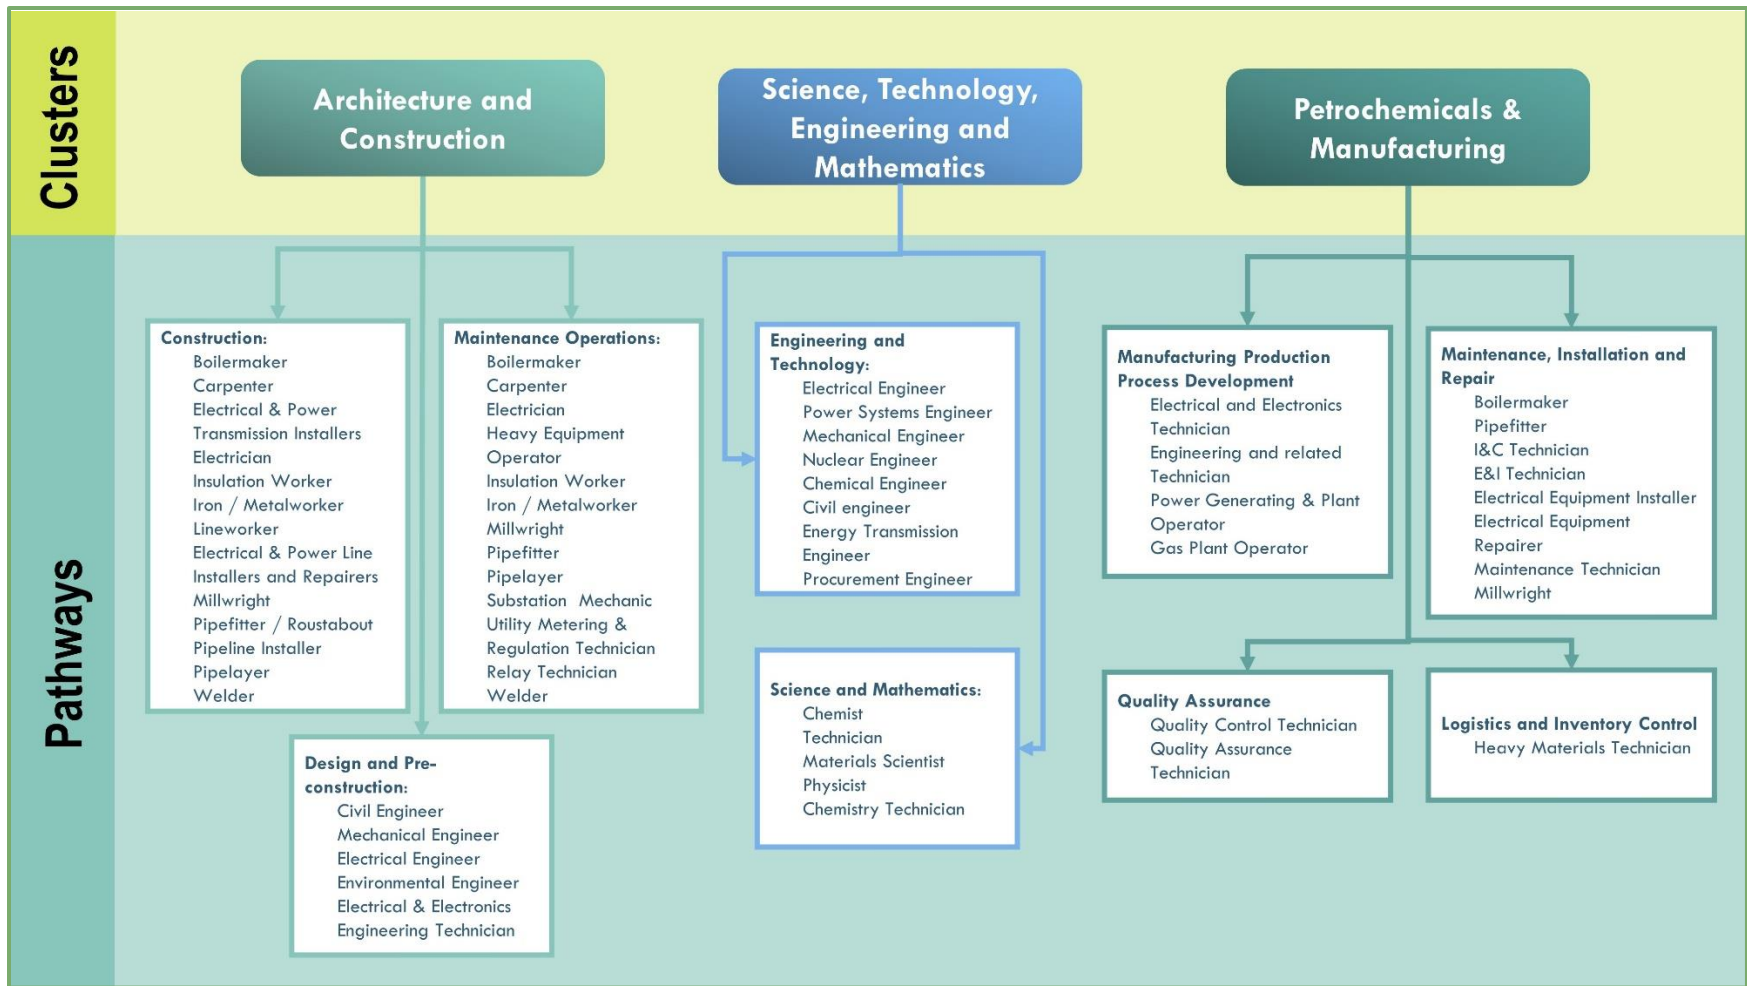 Clusters
Architecture and
Construction
Science, Technology,
Engineering and
Mathematics
Petrochemicals &
Manufacturing
Pathways
Construction:
Boilermaker
Carpenter
Electrical & Power
Transmission Installers
Electrician
Insulation Worker
Iron / Metalworker
Lineworker
Electrical & Power Line
Installers and Repairers
Millwright
Pipefitter / Roustabout
Pipeline Installer
Pipelayer
Welder
Maintenance Operations:
Boilermaker
Carpenter
Electrician
Heavy Equipment
Operator
Insulation Worker
Iron / Metalworker
Millwright
Pipefitter
Pipelayer
Substation Mechanic
Utility Metering &
Regulation Technician
Relay Technician
Welder
Design and Pre-
construction:
Civil Engineer
Mechanical Engineer
Electrical Engineer
Environmental Engineer
Electrical & Electronics
Engineering Technician
Engineering and
Technology:
Electrical Engineer
Power Systems Engineer
Mechanical Engineer
Nuclear Engineer
Chemical Engineer
Civil engineer
Energy Transmission
Engineer
Procurement Engineer
Science and Mathematics:
Chemist
Technician
Materials Scientist
Physicist
Chemistry Technician
Manufacturing Production
Process Development
Electrical and Electronics
Technician
Engineering and related
Technician
Power Generating & Plant
Operator
Gas Plant Operator
Maintenance, Installation and
Repair
Boilermaker
Pipefitter
I&C Technician
E&I Technician
Electrical Equipment Installer
Electrical Equipment
Repairer
Maintenance Technician
Millwright
Quality Assurance
Quality Control Technician
Quality Assurance
Technician
Logistics and Inventory Control
Heavy Materials Technician